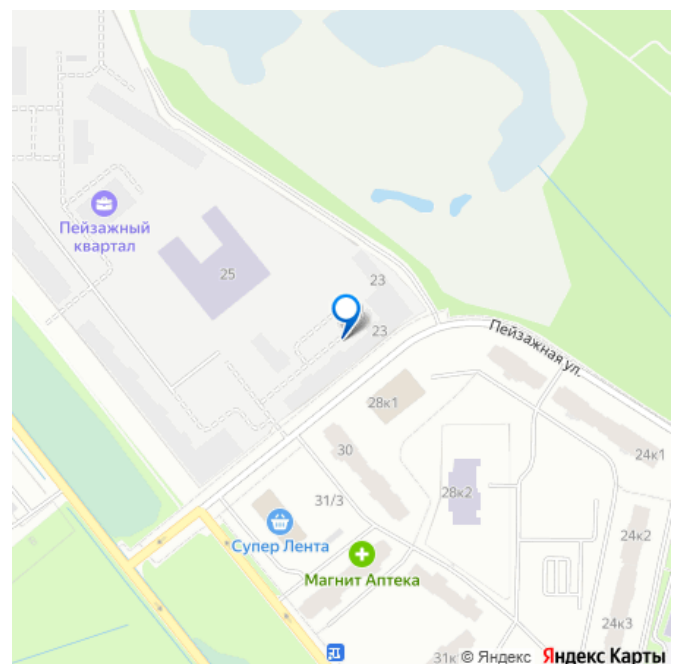 Пейзажный
квартал
25
23
23
Пейзажная ул.
28к1
30
24к1
28к2
31/3
24к2
Супер Лента
Магнит Аптека
24к3
31к
© Яндекс Яндекс Карты